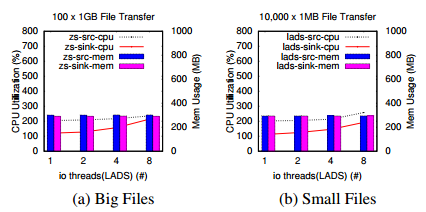 100 x 1GB File Transfer
CPU Utilization (%)
800
700
600
500
400
300
200
100
0
zs-src-cpu
zs-sink-cpu
zs-src-mem
zs-sink-mem
1000
800
600
400
200
0
Mem Usage (MB)
1 2 4 8
io threads(LADS) (#)
(a) Big Files
10,000 x 1MB File Transfer
CPU Utilization (%)
800
700
600
500
400
300
200
100
0
lads-src-cpu
lads-sink-cpu
lads-src-mem
lads-sink-mem
1000
800
600
400
200
0
Mem Usage (MB)
1 2 4 8
io threads(LADS) (#)
(b) Small Files